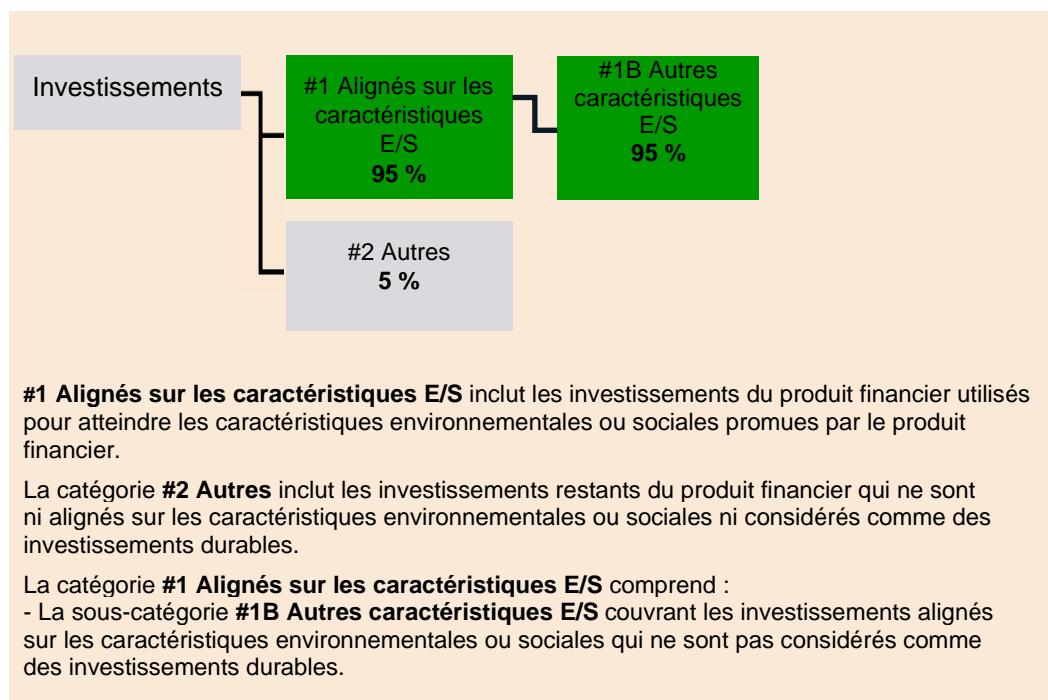 Investissements
#1 Alignés sur les
caractéristiques
E/S
95 %
#1B Autres
caractéristiques
E/S
95 %
#2 Autres
5 %
#1 Alignés sur les caractéristiques E/S inclut les investissements du produit financier utilisés
pour atteindre les caractéristiques environnementales ou sociales promues par le produit
financier.
La catégorie #2 Autres inclut les investissements restants du produit financier qui ne sont
ni alignés sur les caractéristiques environnementales ou sociales ni considérés comme des
investissements durables.
La catégorie #1 Alignés sur les caractéristiques E/S comprend :
- La sous-catégorie #1B Autres caractéristiques E/S couvrant les investissements alignés
sur les caractéristiques environnementales ou sociales qui ne sont pas considérés comme
des investissements durables.